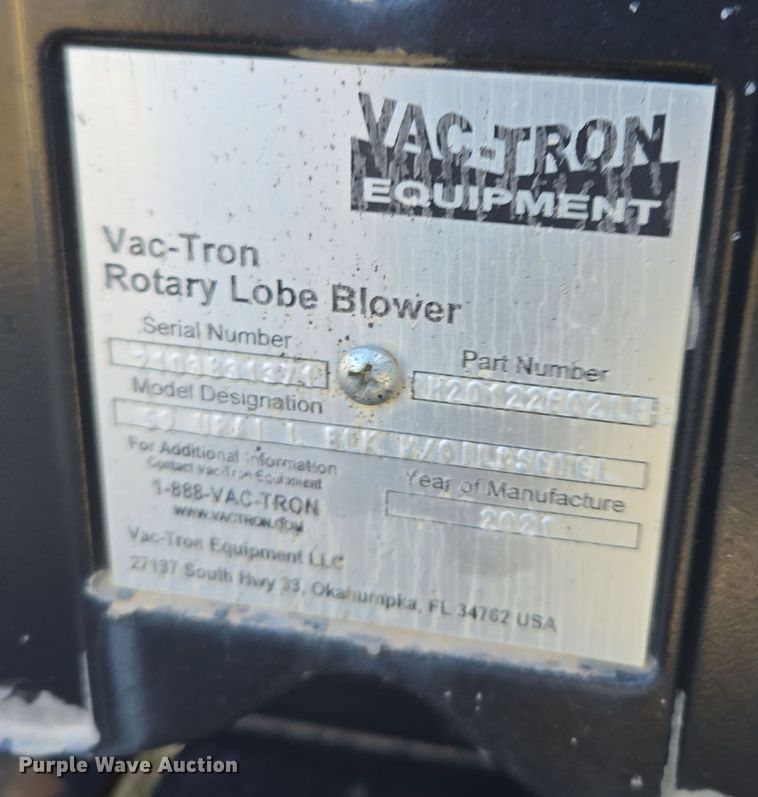 VAC-TRON
EQUIPMENT
Vac-Tron
Rotary Lobe Blower
Serial Number
Part Number
Model Designation
For Additional Information
Contact Vac-Tron Equipment
1-888-VAC-TRON
WWW.VACTRON.COM
Year of Manufacture
2021
Vac-Tron Equipment LLC
27137 South Hwy 33, Okahumpka, FL 34762 USA
Purple Wave Auction